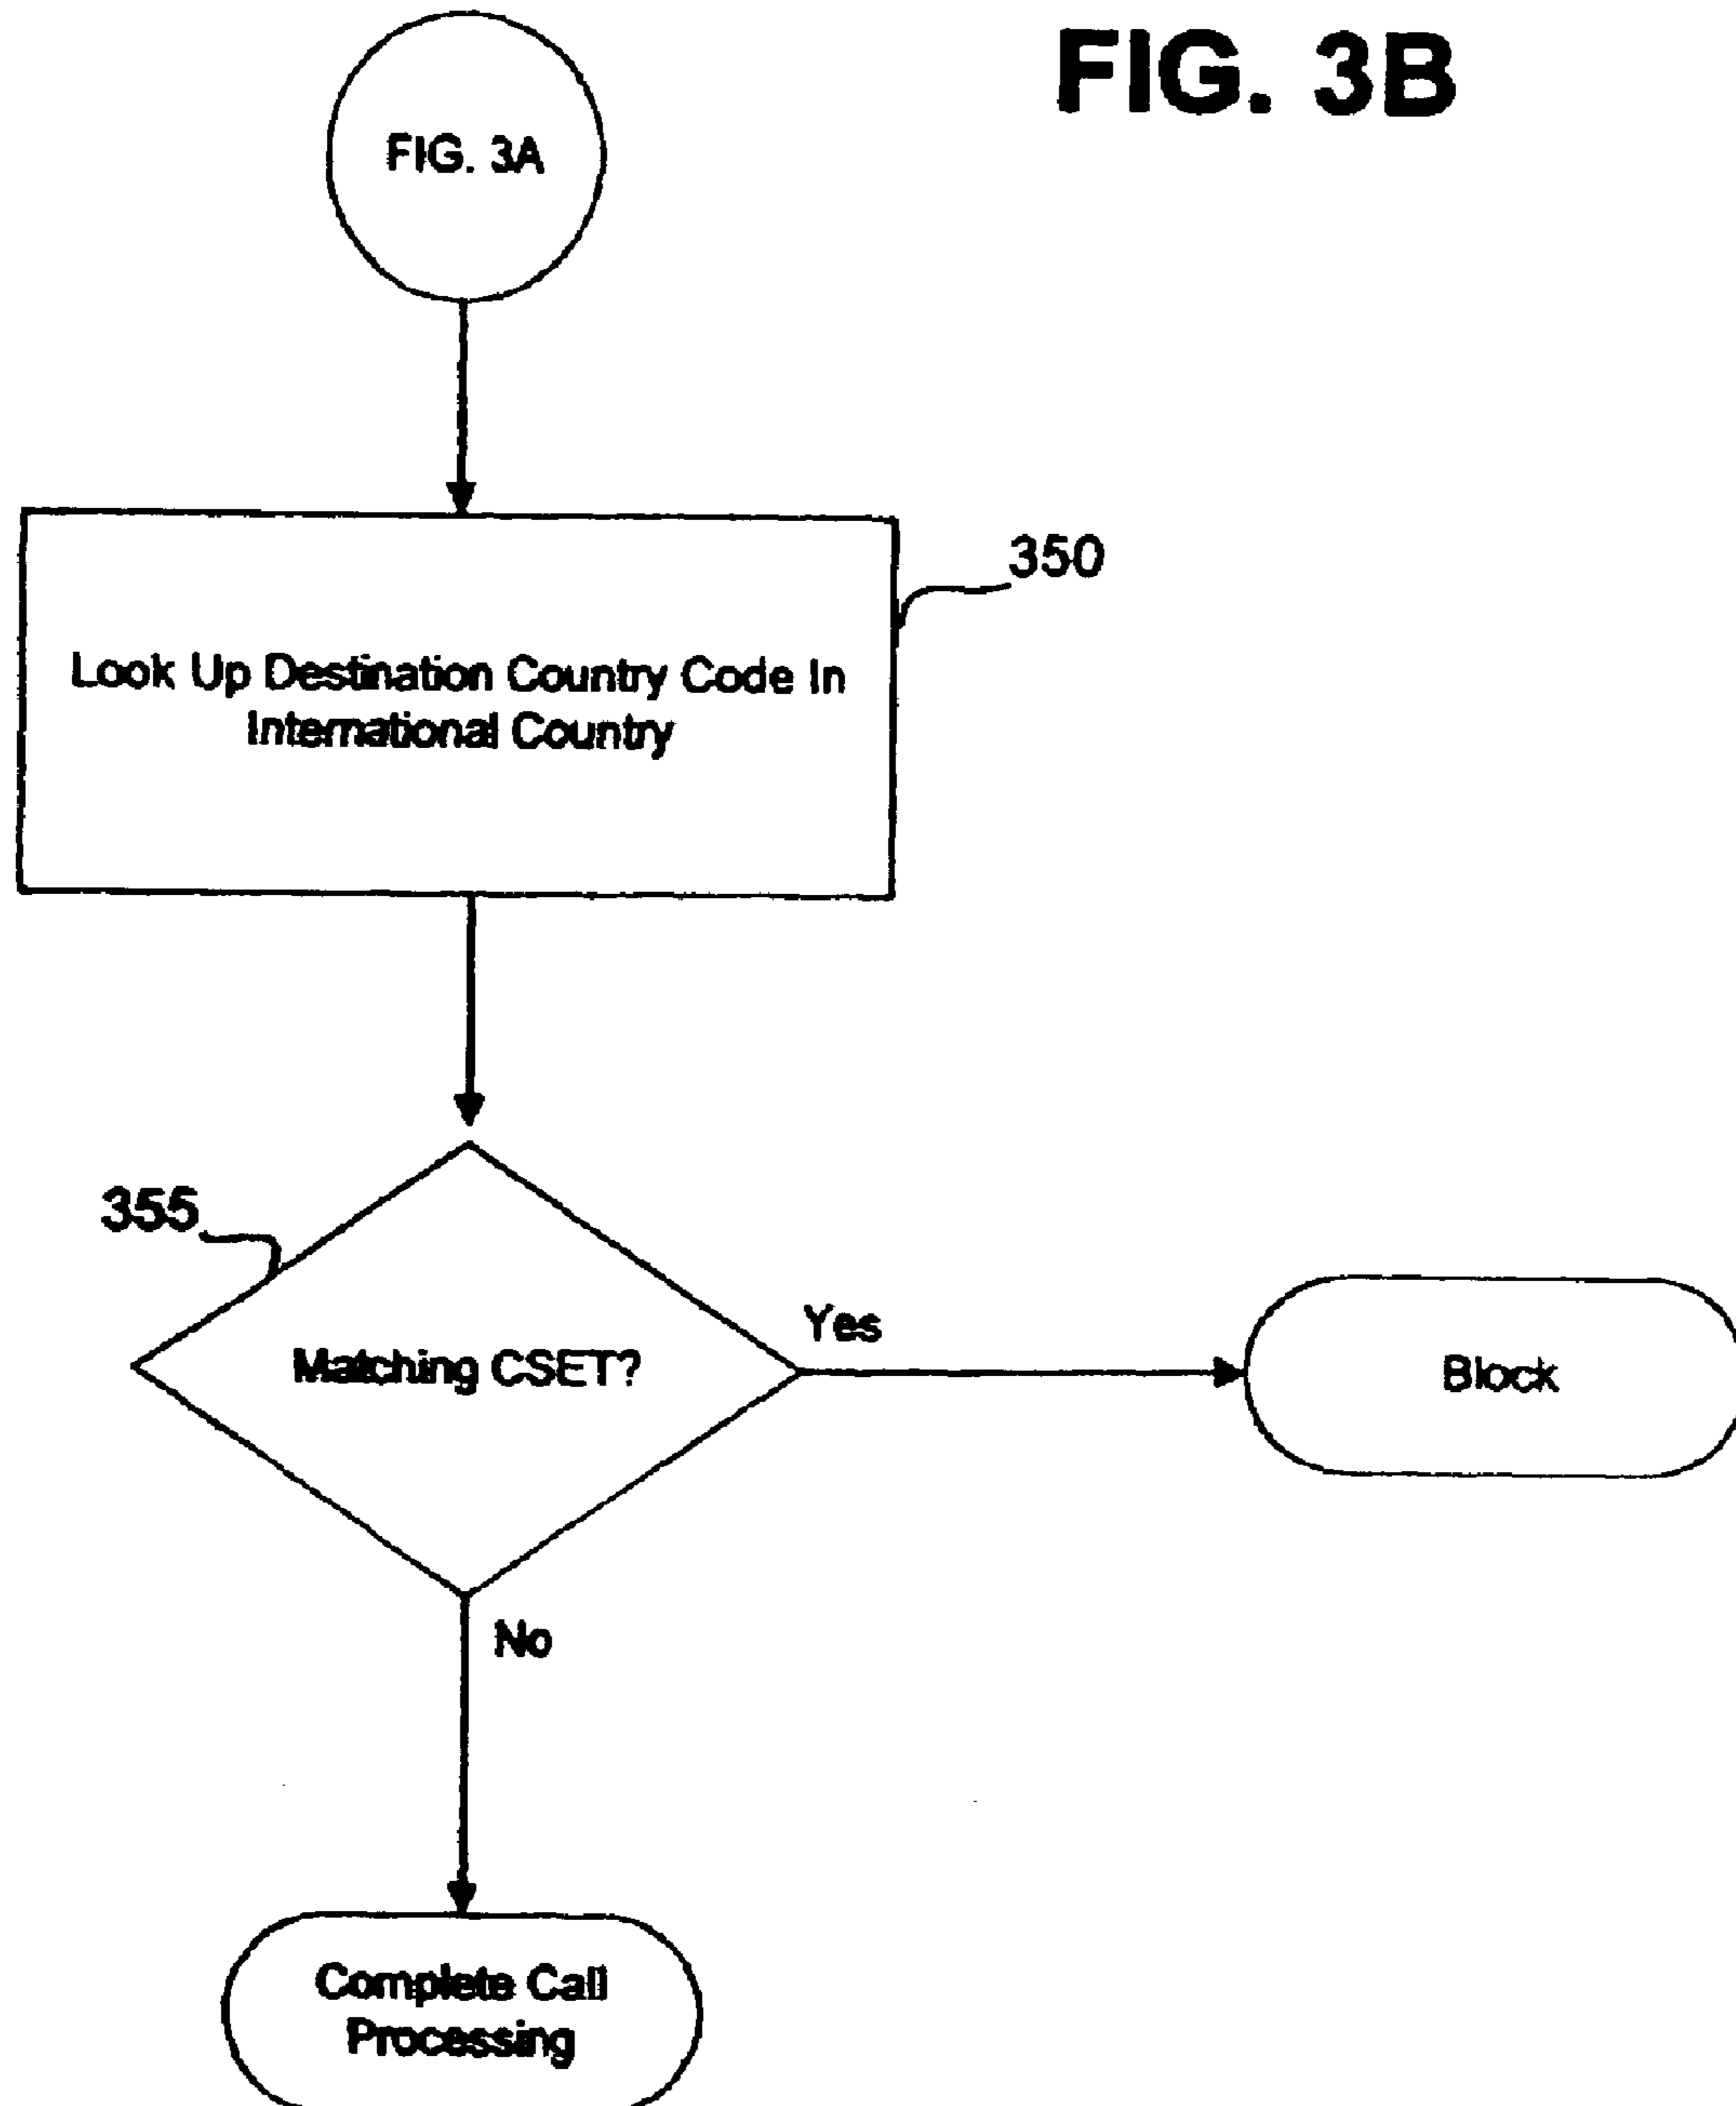 FIG. 3B
FIG. 3A
350
Look Up Destination Country Code In
International Country
355
Matching CSET?
Yes
Block
No
Complete Call
Processing